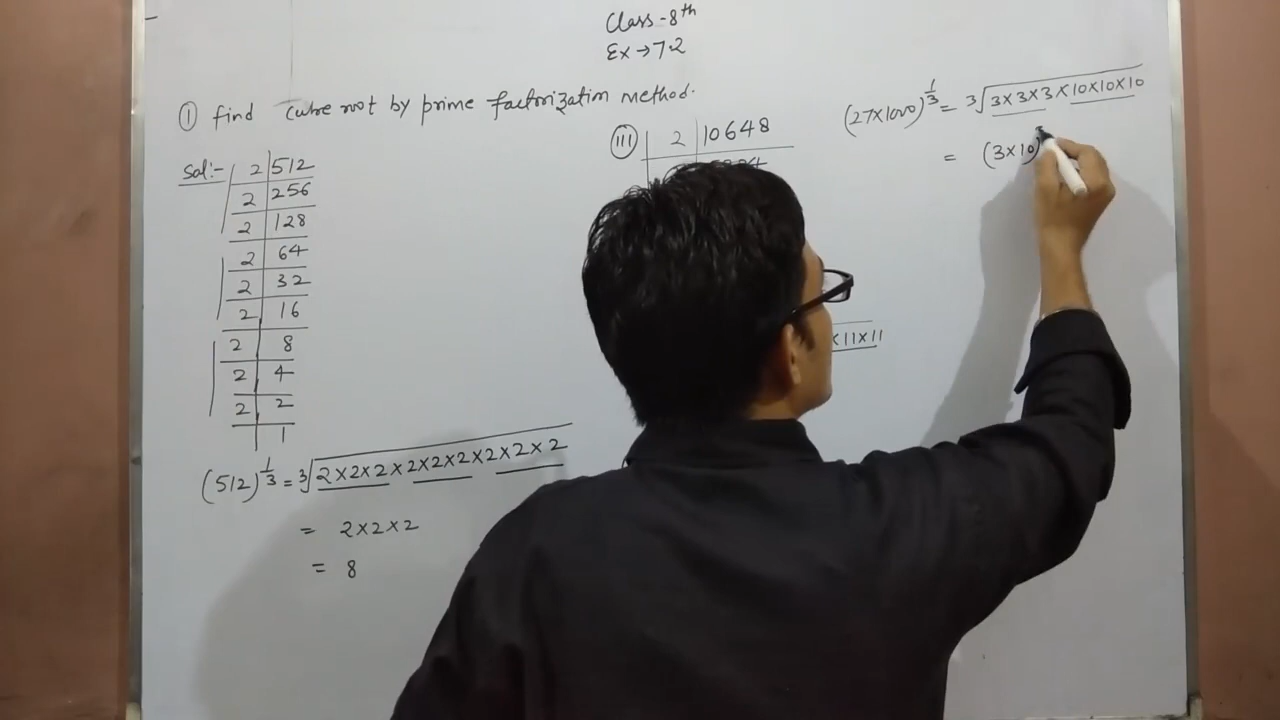 Class-8th
Ex→7.2
① find cube root by prime factorization method.
Sol:-
2 512
2 256
2 128
2 64
2 32
2 16
2 8
2 4
2 2
1
(512)^1/3 = ³√2×2×2×2×2×2×2×2×2
= 2×2×2
= 8
(III) 2 10648
×11×11
(27×1000)^1/3 = ³√3×3×3×10×10×10
= (3×10)